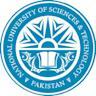 NATIONAL UNIVERSITY OF SCIENCES & TECHNOLOGY
PAKISTAN